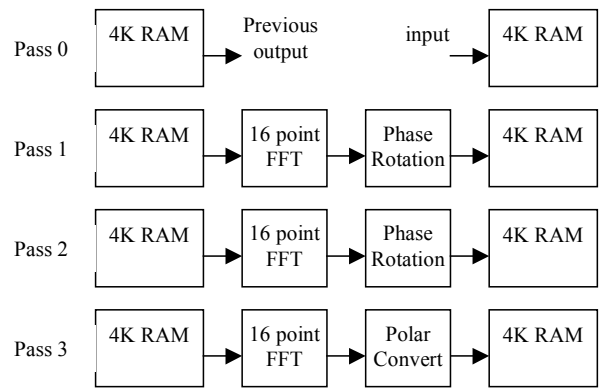 Pass 0
4K RAM
Previous
output
input
4K RAM
Pass 1
4K RAM
16 point
FFT
Phase
Rotation
4K RAM
Pass 2
4K RAM
16 point
FFT
Phase
Rotation
4K RAM
Pass 3
4K RAM
16 point
FFT
Polar
Convert
4K RAM